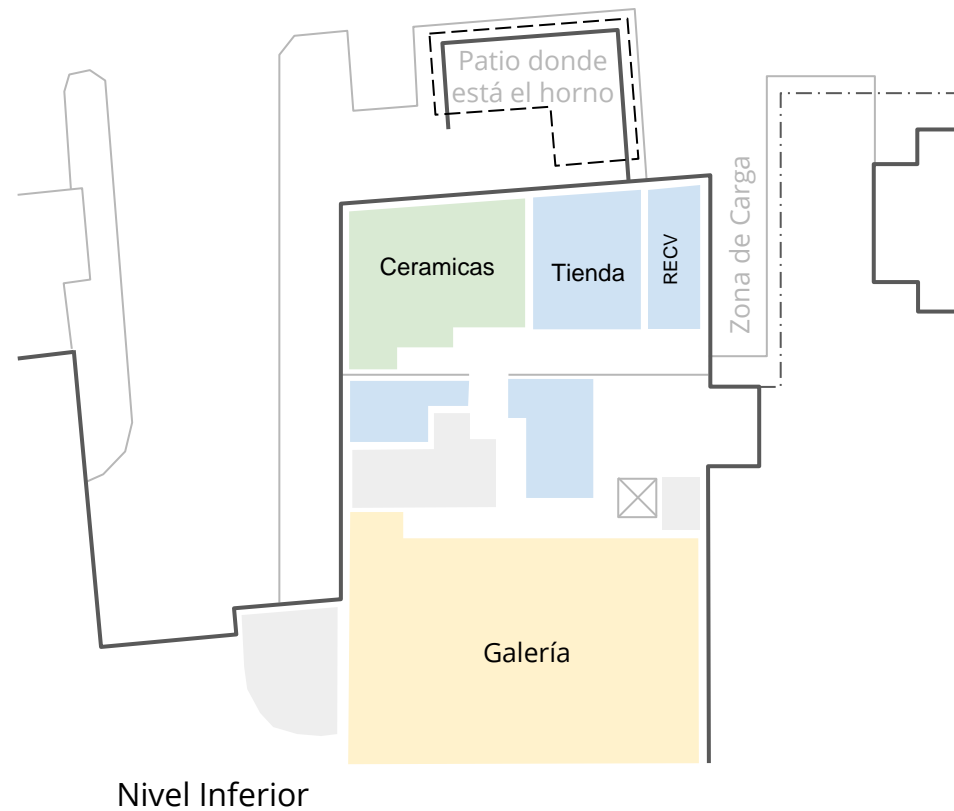 Patio donde
está el horno
Zona de Carga
Ceramicas
Tienda
RECV
Galería
Nivel Inferior